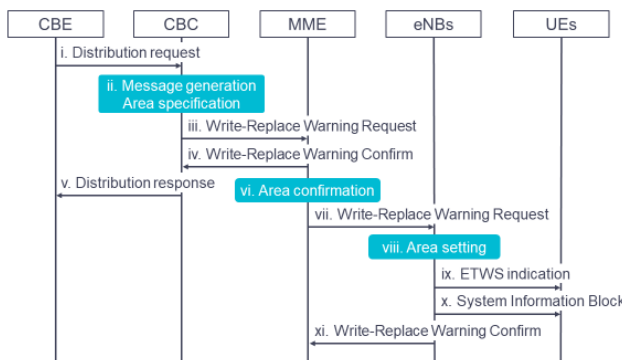 CBE
CBC
MME
eNBs
UEs
i. Distribution request
ii. Message generation
Area specification
iii. Write-Replace Warning Request
iv. Write-Replace Warning Confirm
v. Distribution response
vi. Area confirmation
vii. Write-Replace Warning Request
viii. Area setting
ix. ETWS indication
x. System Information Block
xi. Write-Replace Warning Confirm